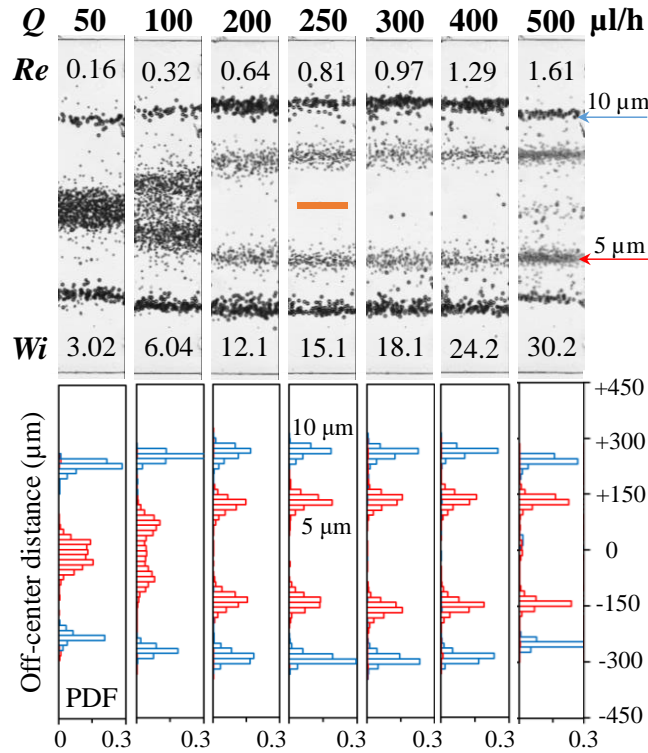 Q 50 100 200 250 300 400 500 µl/h
Re 0.16 0.32 0.64 0.81 0.97 1.29 1.61
10 µm
5 µm
Wi 3.02 6.04 12.1 15.1 18.1 24.2 30.2
Off-center distance (µm)
+450
+300
+150
0
-150
-300
-450
10 µm
5 µm
PDF
0 0.3 0.3 0.3 0.3 0.3 0.3 0.3